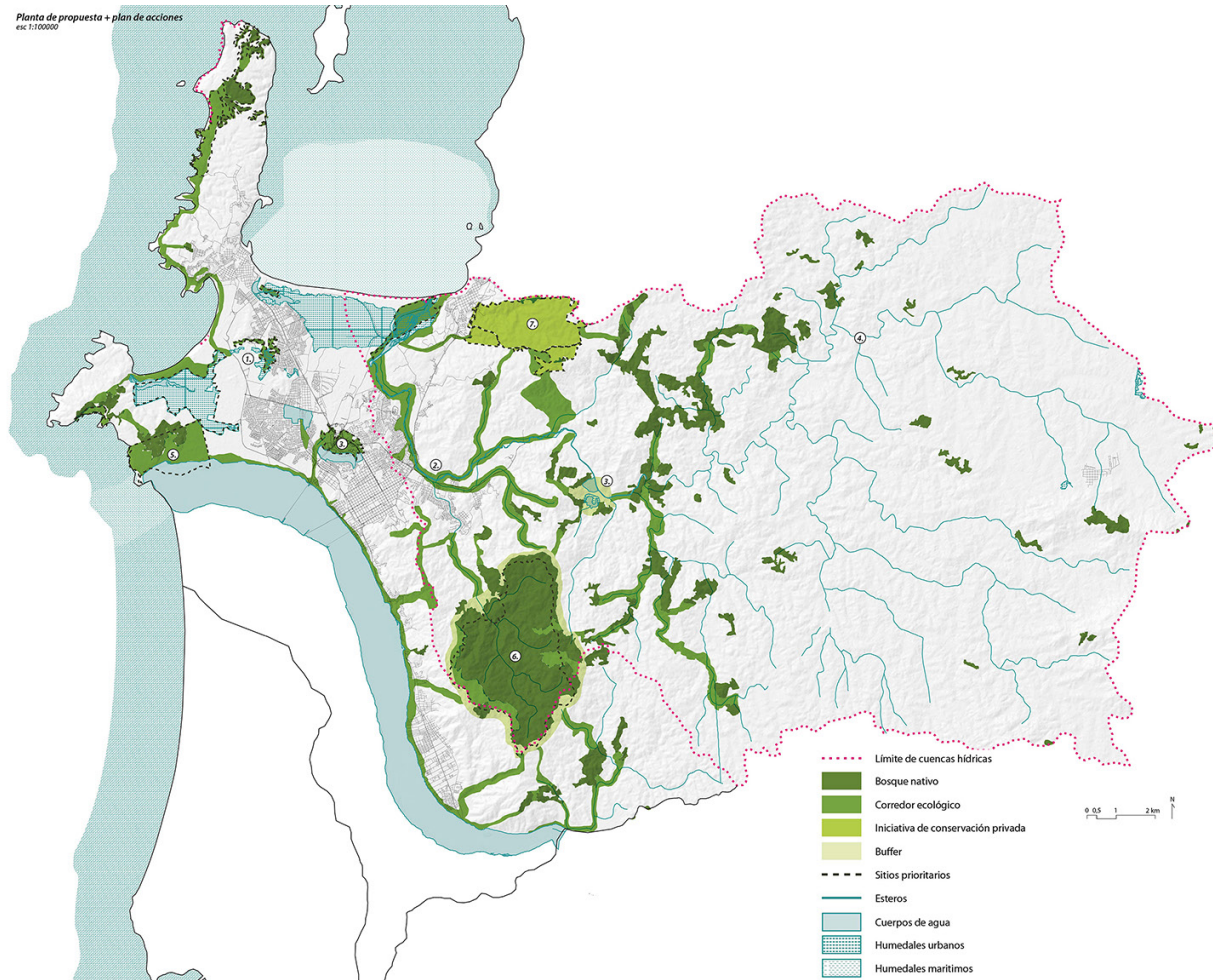 Planta de propuesta + plan de acciones
esc 1:100000
7.
4.
1.
3.
5.
2.
3.
6.
Límite de cuencas hídricas
Bosque nativo
Corredor ecológico
Iniciativa de conservación privada
Buffer
Sitios prioritarios
Esteros
Cuerpos de agua
Humedales urbanos
Humedales maritimos
N
0 0,5 1 2 km